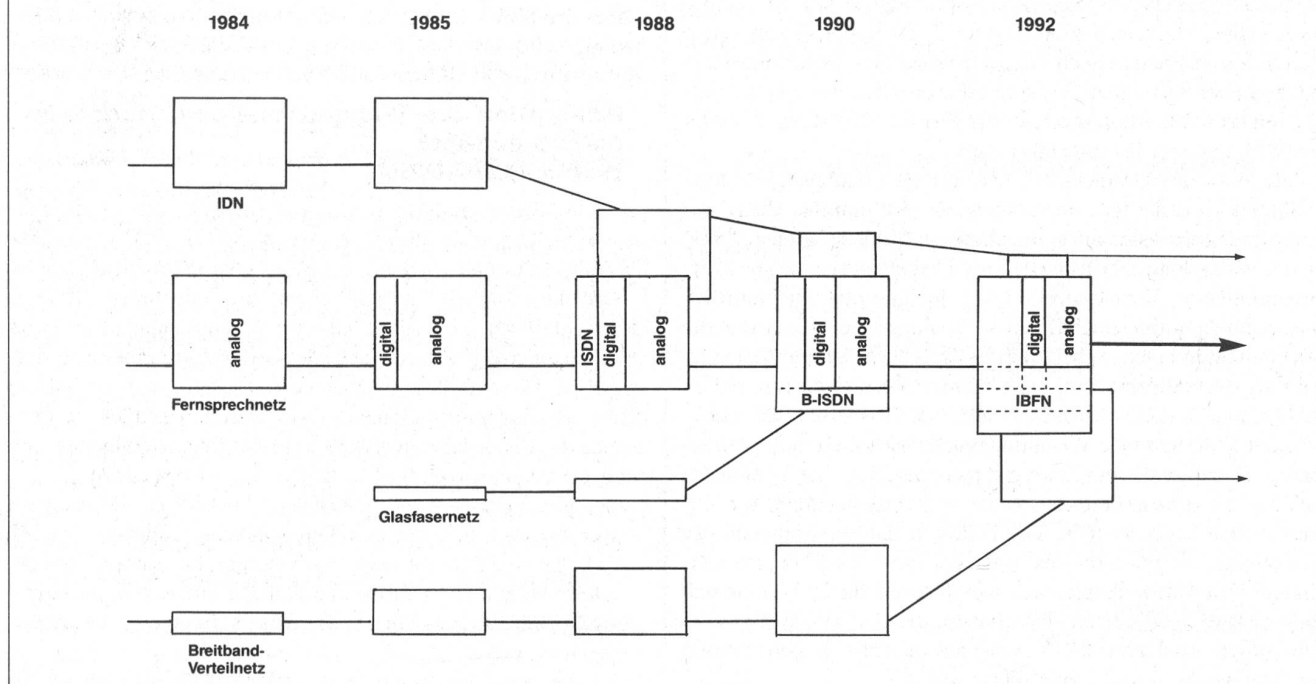 1984 1985 1988 1990 1992
IDN
analog
digital
analog
ISDN
digital
analog
digital
analog
digital
analog
Fernsprechnetz
B-ISDN
IBFN
Glasfasernetz
Breitband-
Verteilnetz